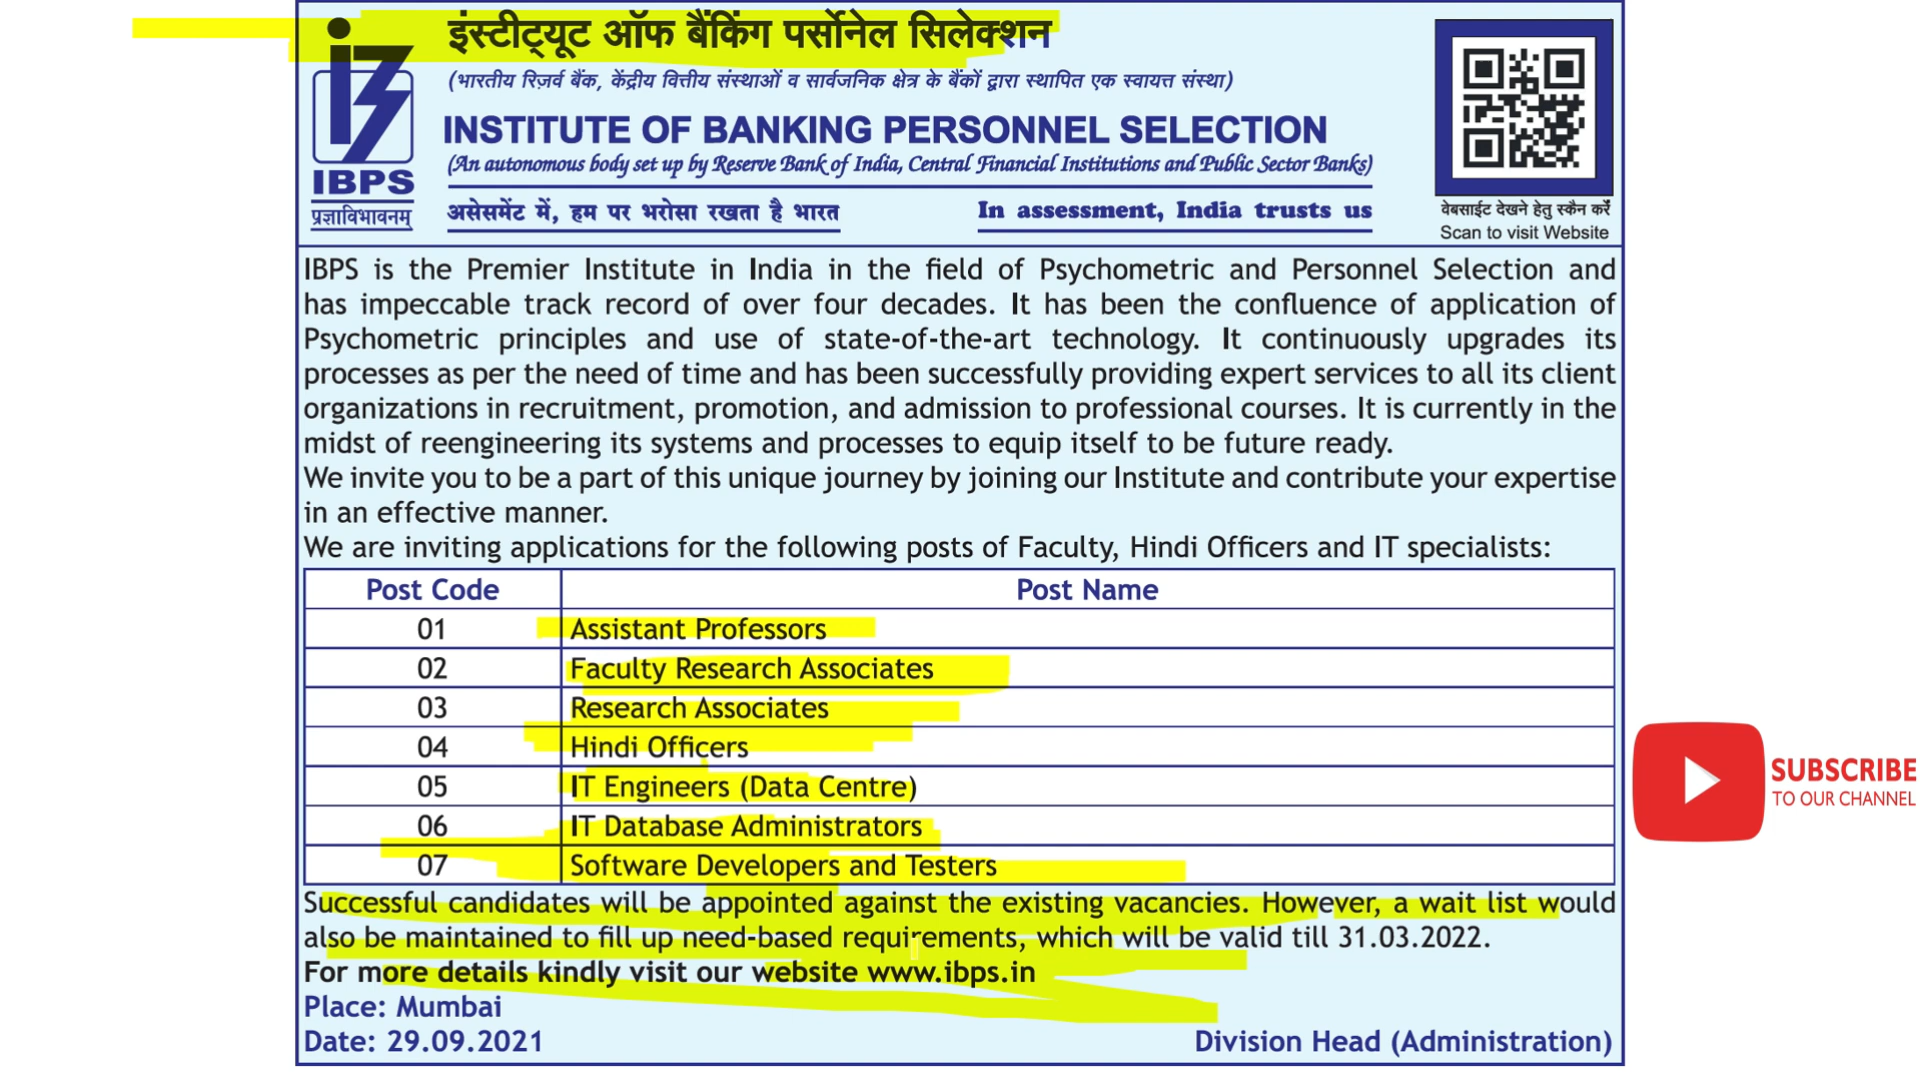 इंस्टीट्यूट ऑफ बैंकिंग पर्सोनेल सिलेक्शन
(भारतीय रिज़र्व बैंक, केंद्रीय वित्तीय संस्थाओं व सार्वजनिक क्षेत्र के बैंकों द्वारा स्थापित एक स्वायत्त संस्था)
INSTITUTE OF BANKING PERSONNEL SELECTION
(An autonomous body set up by Reserve Bank of India, Central Financial Institutions and Public Sector Banks)
IBPS
प्रज्ञाविभावनम्
असेसमेंट में, हम पर भरोसा रखता है भारत
In assessment, India trusts us
वेबसाईट देखने हेतु स्कैन करें
Scan to visit Website
IBPS is the Premier Institute in India in the field of Psychometric and Personnel Selection and
has impeccable track record of over four decades. It has been the confluence of application of
Psychometric principles and use of state-of-the-art technology. It continuously upgrades its
processes as per the need of time and has been successfully providing expert services to all its client
organizations in recruitment, promotion, and admission to professional courses. It is currently in the
midst of reengineering its systems and processes to equip itself to be future ready.
We invite you to be a part of this unique journey by joining our Institute and contribute your expertise
in an effective manner.
We are inviting applications for the following posts of Faculty, Hindi Officers and IT specialists:
Post Code Post Name
01 Assistant Professors
02 Faculty Research Associates
03 Research Associates
04 Hindi Officers
05 IT Engineers (Data Centre)
06 IT Database Administrators
07 Software Developers and Testers
Successful candidates will be appointed against the existing vacancies. However, a wait list would
also be maintained to fill up need-based requirements, which will be valid till 31.03.2022.
For more details kindly visit our website www.ibps.in
Place: Mumbai
Date: 29.09.2021
Division Head (Administration)
SUBSCRIBE
TO OUR CHANNEL